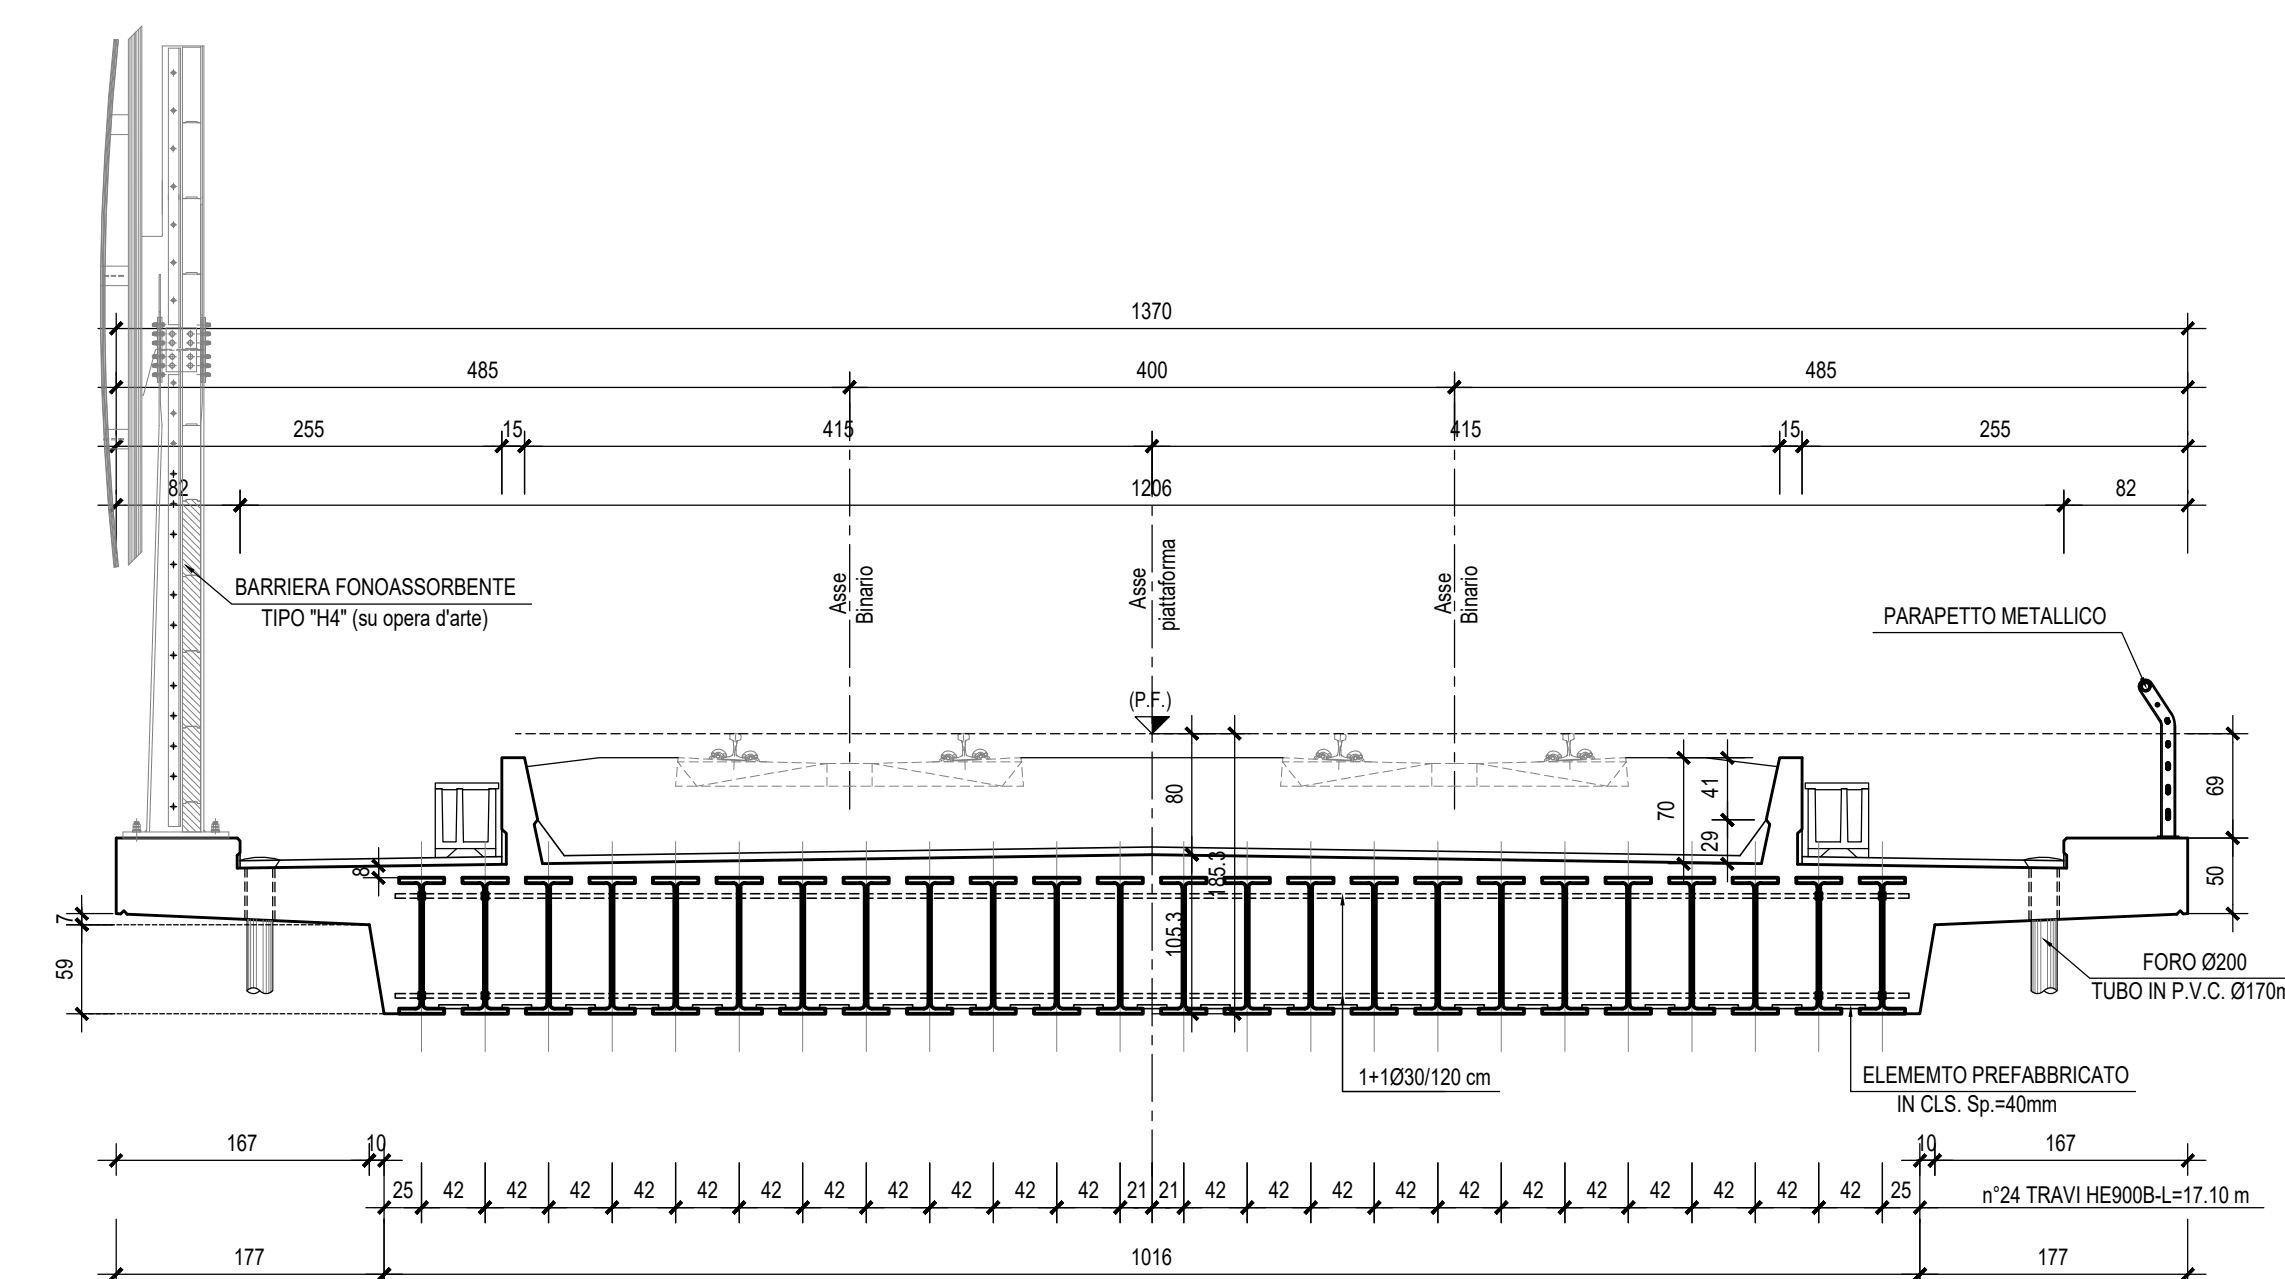 1370
485 400 485
255 15 415 415 15 255
82 1206 82
BARRIERA FONOASSORBENTE
TIPO "H4" (su opera d'arte)
Asse
Binario
Asse
piattaforma
Asse
Binario
PARAPETTO METALLICO
(P.F.)
80
185.3
105.3
70
41
29
69
50
8
7
59
FORO Ø200
TUBO IN P.V.C. Ø170m
1+1Ø30/120 cm
ELEMEMTO PREFABBRICATO
IN CLS. Sp.=40mm
167 10 10 167
25 42 42 42 42 42 42 42 42 42 42 42 21 21 42 42 42 42 42 42 42 42 42 42 42 25
n°24 TRAVI HE900B-L=17.10 m
177 1016 177